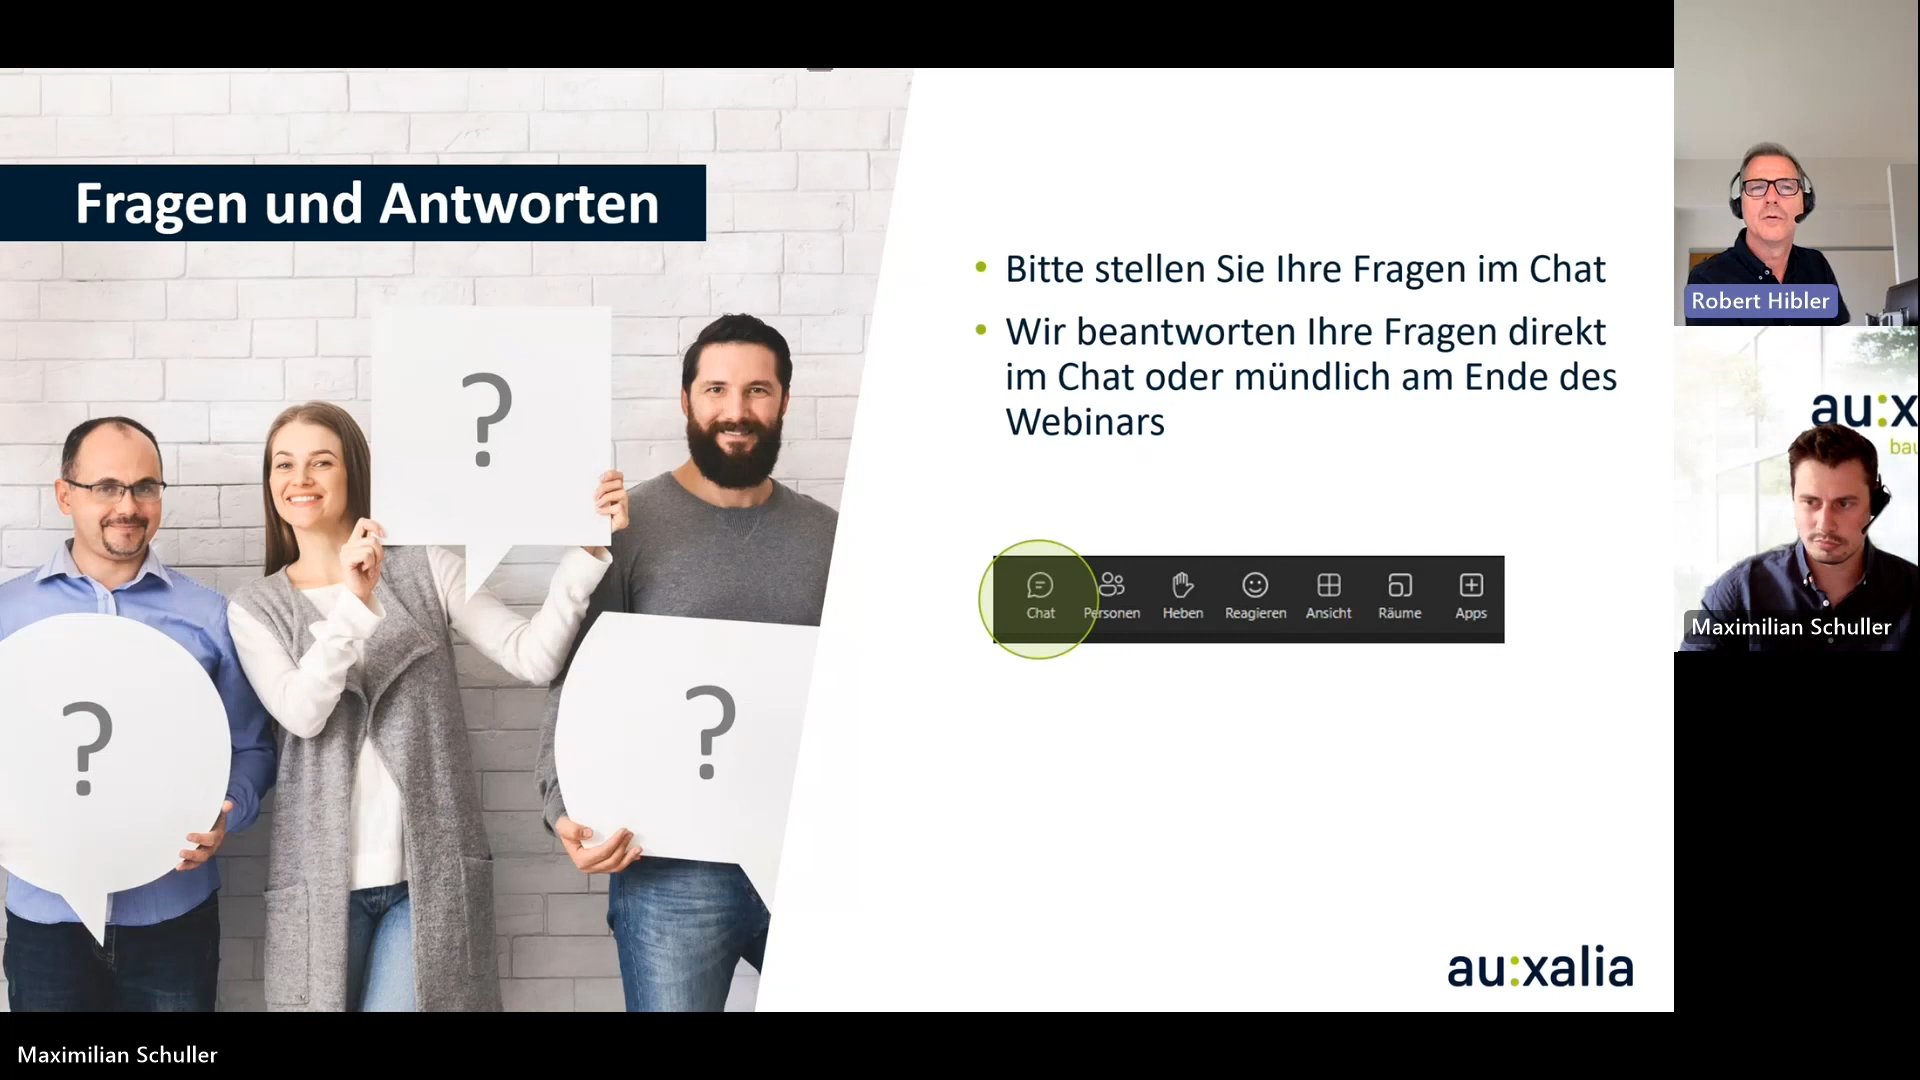 Fragen und Antworten
?
?
?
• Bitte stellen Sie Ihre Fragen im Chat
• Wir beantworten Ihre Fragen direkt
im Chat oder mündlich am Ende des
Webinars
Chat Personen Heben Reagieren Ansicht Räume Apps
au:xalia
Robert Hibler
au:x
bau
Maximilian Schuller
Maximilian Schuller